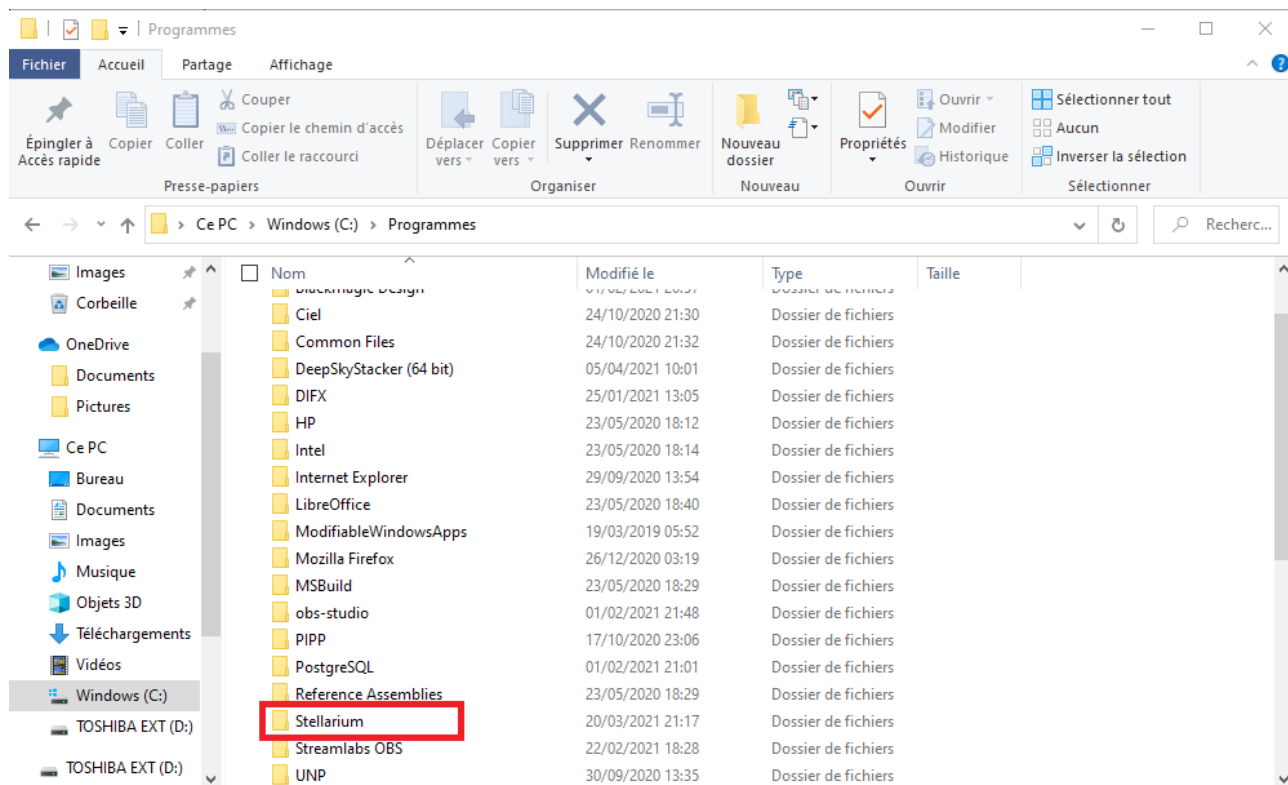 Programmes
Fichier Accueil Partage Affichage
Épingler à Accès rapide
Copier
Coller
Couper
Copier le chemin d'accès
Coller le raccourci
Presse-papiers
Déplacer vers
Copier vers
Supprimer
Renommer
Organiser
Nouveau dossier
Nouveau
Propriétés
Ouvrir
Modifier
Historique
Ouvrir
Sélectionner tout
Aucun
Inverser la sélection
Sélectionner
Ce PC > Windows (C:) > Programmes
Recherc...
Images
Corbeille
OneDrive
Documents
Pictures
Ce PC
Bureau
Documents
Images
Musique
Objets 3D
Téléchargements
Vidéos
Windows (C:)
TOSHIBA EXT (D:)
TOSHIBA EXT (D:)
Nom Modifié le Type Taille
Blackmagic Design 01/02/2021 20:57 Dossier de fichiers
Ciel 24/10/2020 21:30 Dossier de fichiers
Common Files 24/10/2020 21:32 Dossier de fichiers
DeepSkyStacker (64 bit) 05/04/2021 10:01 Dossier de fichiers
DIFX 25/01/2021 13:05 Dossier de fichiers
HP 23/05/2020 18:12 Dossier de fichiers
Intel 23/05/2020 18:14 Dossier de fichiers
Internet Explorer 29/09/2020 13:54 Dossier de fichiers
LibreOffice 23/05/2020 18:40 Dossier de fichiers
ModifiableWindowsApps 19/03/2019 05:52 Dossier de fichiers
Mozilla Firefox 26/12/2020 03:19 Dossier de fichiers
MSBuild 23/05/2020 18:29 Dossier de fichiers
obs-studio 01/02/2021 21:48 Dossier de fichiers
PIPP 17/10/2020 23:06 Dossier de fichiers
PostgreSQL 01/02/2021 21:01 Dossier de fichiers
Reference Assemblies 23/05/2020 18:29 Dossier de fichiers
Stellarium 20/03/2021 21:17 Dossier de fichiers
Streamlabs OBS 22/02/2021 18:28 Dossier de fichiers
UNP 30/09/2020 13:35 Dossier de fichiers